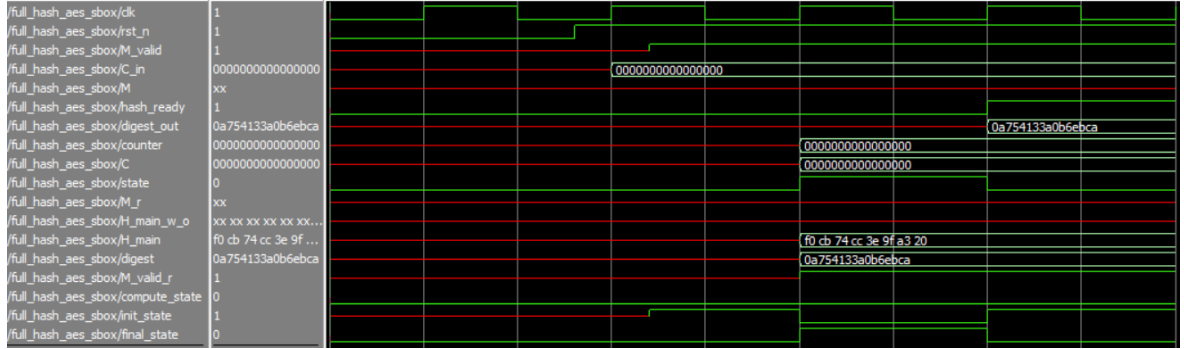 /full_hash_aes_sbox/clk 1
/full_hash_aes_sbox/rst_n 1
/full_hash_aes_sbox/M_valid 1
/full_hash_aes_sbox/C_in 0000000000000000 0000000000000000
/full_hash_aes_sbox/M xx
/full_hash_aes_sbox/hash_ready 1
/full_hash_aes_sbox/digest_out 0a754133a0b6ebca 0a754133a0b6ebca
/full_hash_aes_sbox/counter 0000000000000000 0000000000000000
/full_hash_aes_sbox/C 0000000000000000 0000000000000000
/full_hash_aes_sbox/state 0
/full_hash_aes_sbox/M_r xx
/full_hash_aes_sbox/H_main_w_o xx xx xx xx xx xx...
/full_hash_aes_sbox/H_main f0 cb 74 cc 3e 9f ... f0 cb 74 cc 3e 9f a3 20
/full_hash_aes_sbox/digest 0a754133a0b6ebca 0a754133a0b6ebca
/full_hash_aes_sbox/M_valid_r 1
/full_hash_aes_sbox/compute_state 0
/full_hash_aes_sbox/init_state 1
/full_hash_aes_sbox/final_state 0